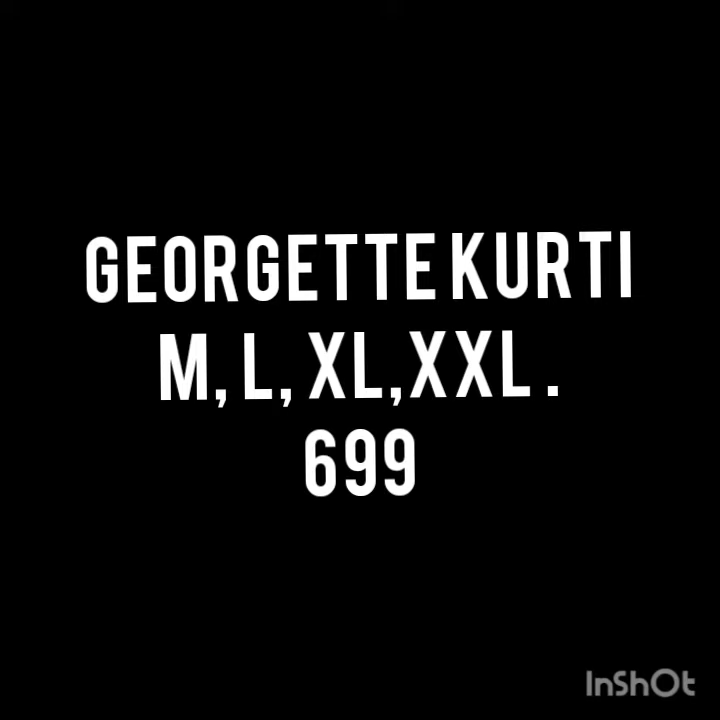 GEORGETTE KURTI
M, L, XL,XXL .
699
InShOt